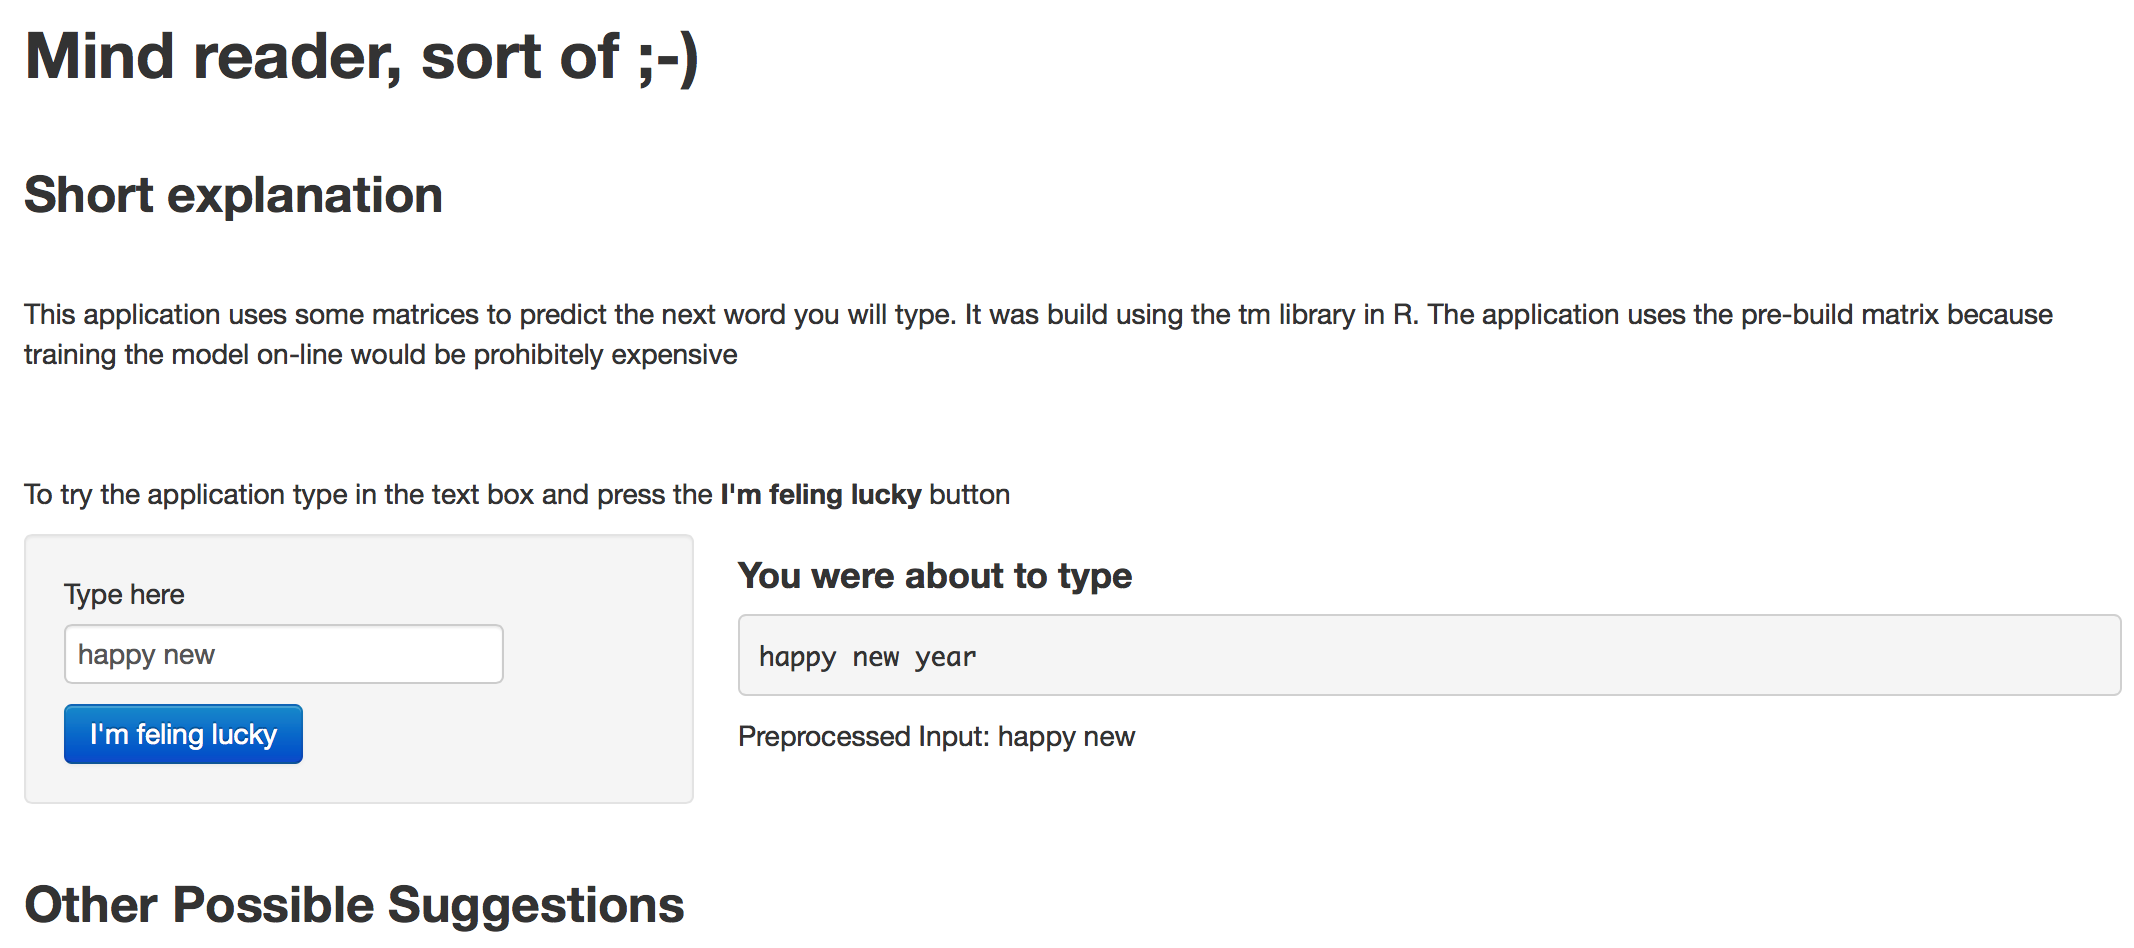 Mind reader, sort of ;-)
Short explanation
This application uses some matrices to predict the next word you will type. It was build using the tm library in R. The application uses the pre-build matrix because
training the model on-line would be prohibitely expensive
To try the application type in the text box and press the I'm feling lucky button
Type here
happy new
I'm feling lucky
You were about to type
happy new year
Preprocessed Input: happy new
Other Possible Suggestions